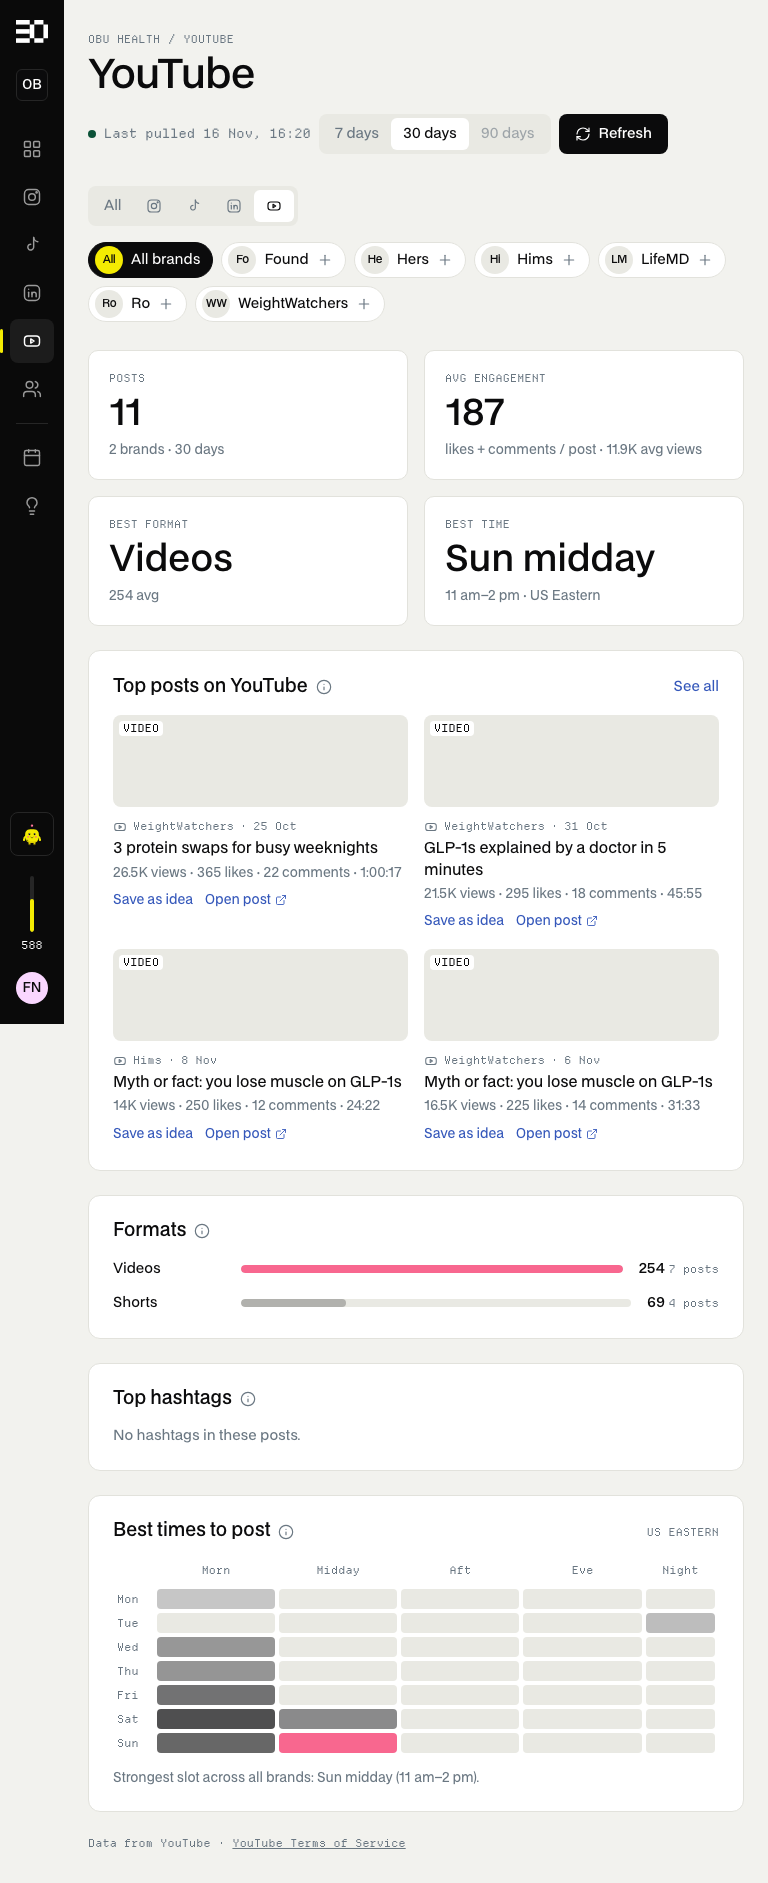 OBU HEALTH / YOUTUBE
YouTube
OB
Last pulled 16 Nov, 16:20
7 days
30 days
90 days
Refresh
All
All All brands
Fo Found
He Hers
Hi Hims
LM LifeMD
Ro Ro
WW WeightWatchers
POSTS
11
2 brands · 30 days
AVG ENGAGEMENT
187
likes + comments / post · 11.9K avg views
BEST FORMAT
Videos
254 avg
BEST TIME
Sun midday
11 am–2 pm · US Eastern
Top posts on YouTube
See all
VIDEO
WeightWatchers · 25 Oct
3 protein swaps for busy weeknights
26.5K views · 365 likes · 22 comments · 1:00:17
Save as idea Open post
VIDEO
WeightWatchers · 31 Oct
GLP-1s explained by a doctor in 5
minutes
21.5K views · 295 likes · 18 comments · 45:55
Save as idea Open post
VIDEO
Hims · 8 Nov
Myth or fact: you lose muscle on GLP-1s
14K views · 250 likes · 12 comments · 24:22
Save as idea Open post
VIDEO
WeightWatchers · 6 Nov
Myth or fact: you lose muscle on GLP-1s
16.5K views · 225 likes · 14 comments · 31:33
Save as idea Open post
588
FN
Formats
Videos 254 7 posts
Shorts 69 4 posts
Top hashtags
No hashtags in these posts.
Best times to post
US EASTERN
Morn Midday Aft Eve Night
Mon
Tue
Wed
Thu
Fri
Sat
Sun
Strongest slot across all brands: Sun midday (11 am–2 pm).
Data from YouTube · YouTube Terms of Service